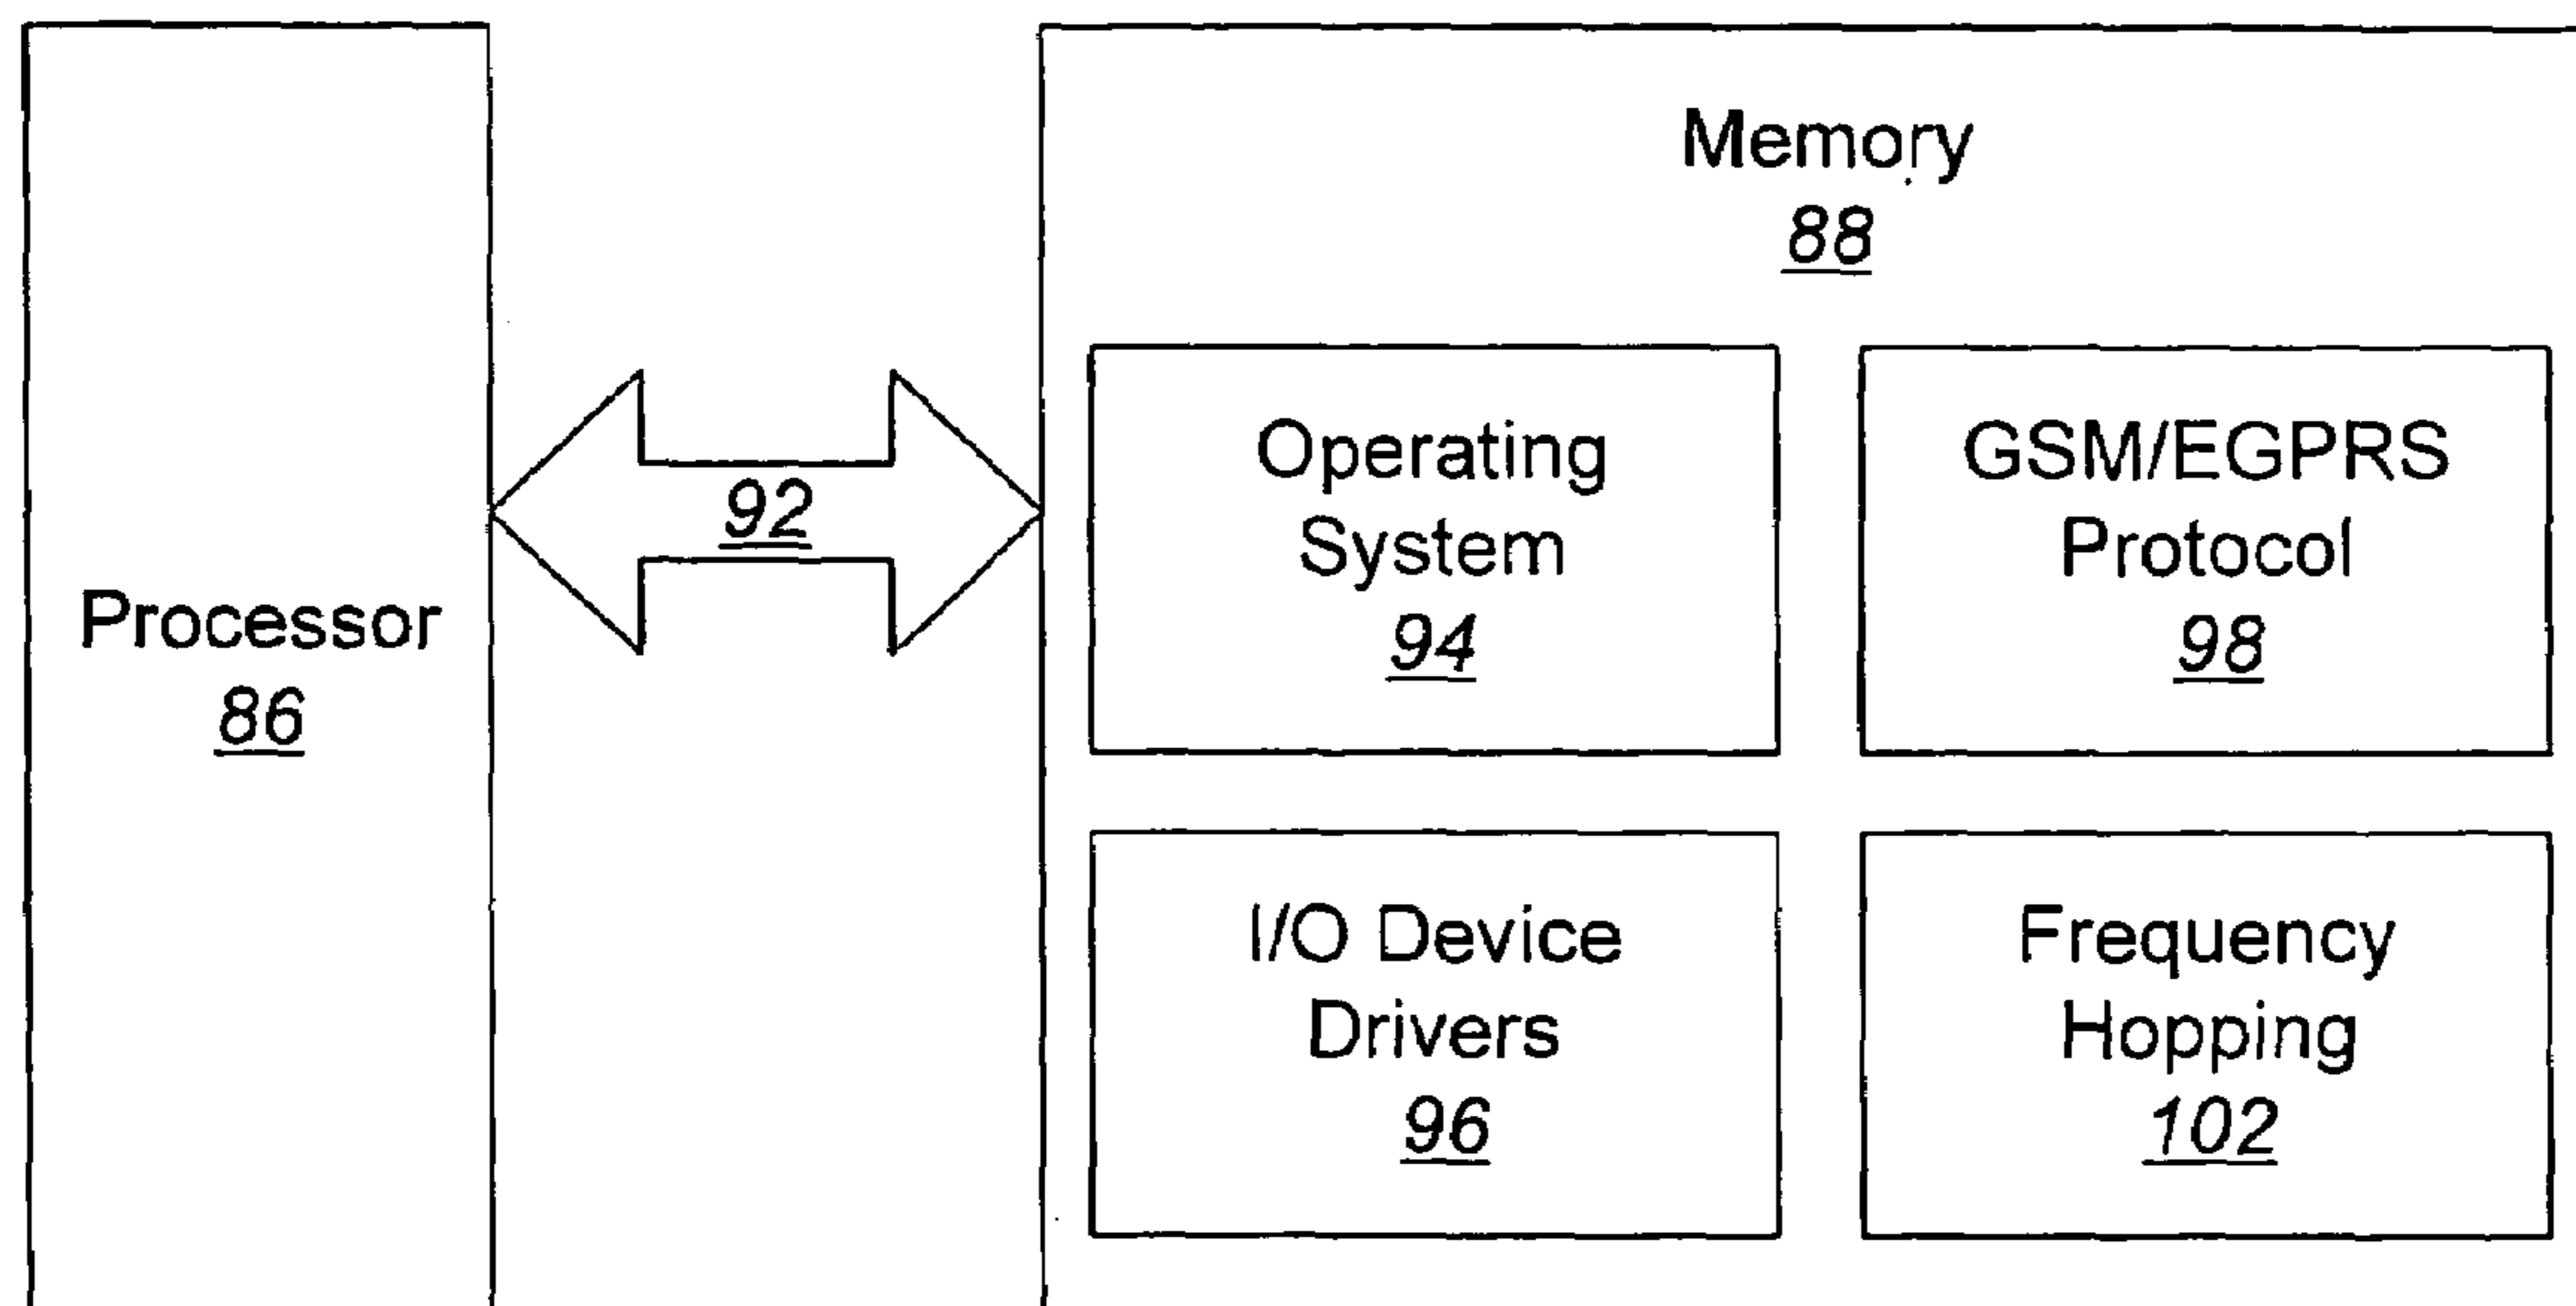 Memory
88
Operating
System
94
GSM/EGPRS
Protocol
98
92
Processor
86
I/O Device
Drivers
96
Frequency
Hopping
102